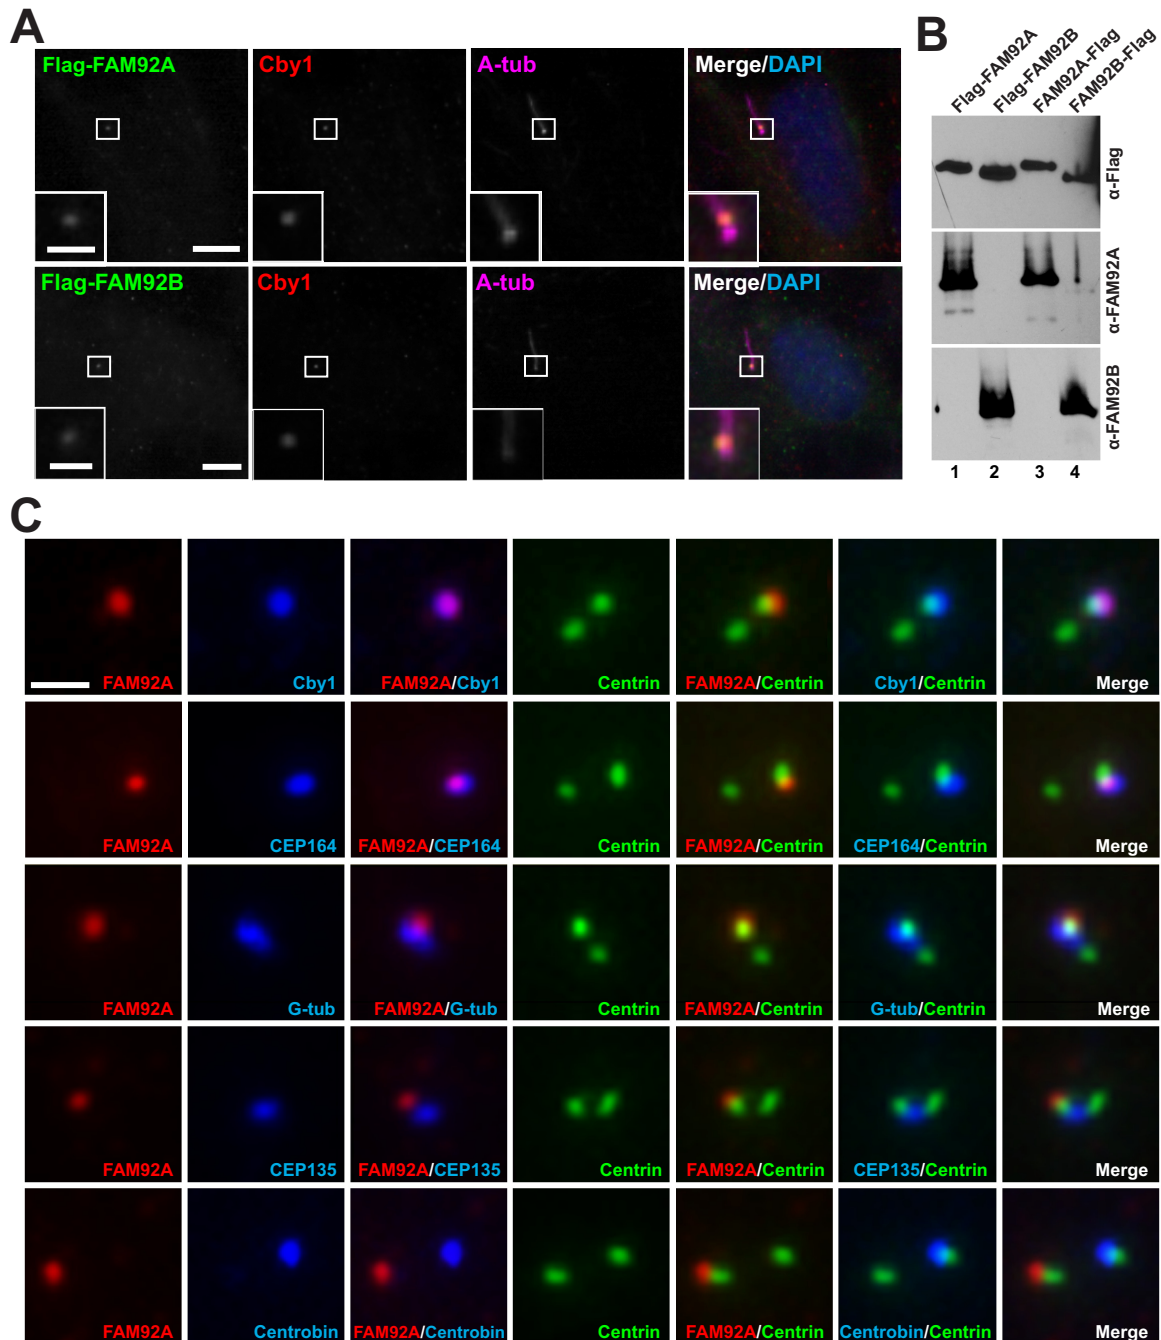 A
Flag-FAM92A Cby1 A-tub Merge/DAPI
Flag-FAM92B Cby1 A-tub Merge/DAPI
B
Flag-FAM92A
Flag-FAM92B
FAM92A-Flag
FAM92B-Flag
α-Flag
α-FAM92A
α-FAM92B
1 2 3 4
C
FAM92A Cby1 FAM92A/Cby1 Centrin FAM92A/Centrin Cby1/Centrin Merge
FAM92A CEP164 FAM92A/CEP164 Centrin FAM92A/Centrin CEP164/Centrin Merge
FAM92A G-tub FAM92A/G-tub Centrin FAM92A/Centrin G-tub/Centrin Merge
FAM92A CEP135 FAM92A/CEP135 Centrin FAM92A/Centrin CEP135/Centrin Merge
FAM92A Centrobin FAM92A/Centrobin Centrin FAM92A/Centrin Centrobin/Centrin Merge